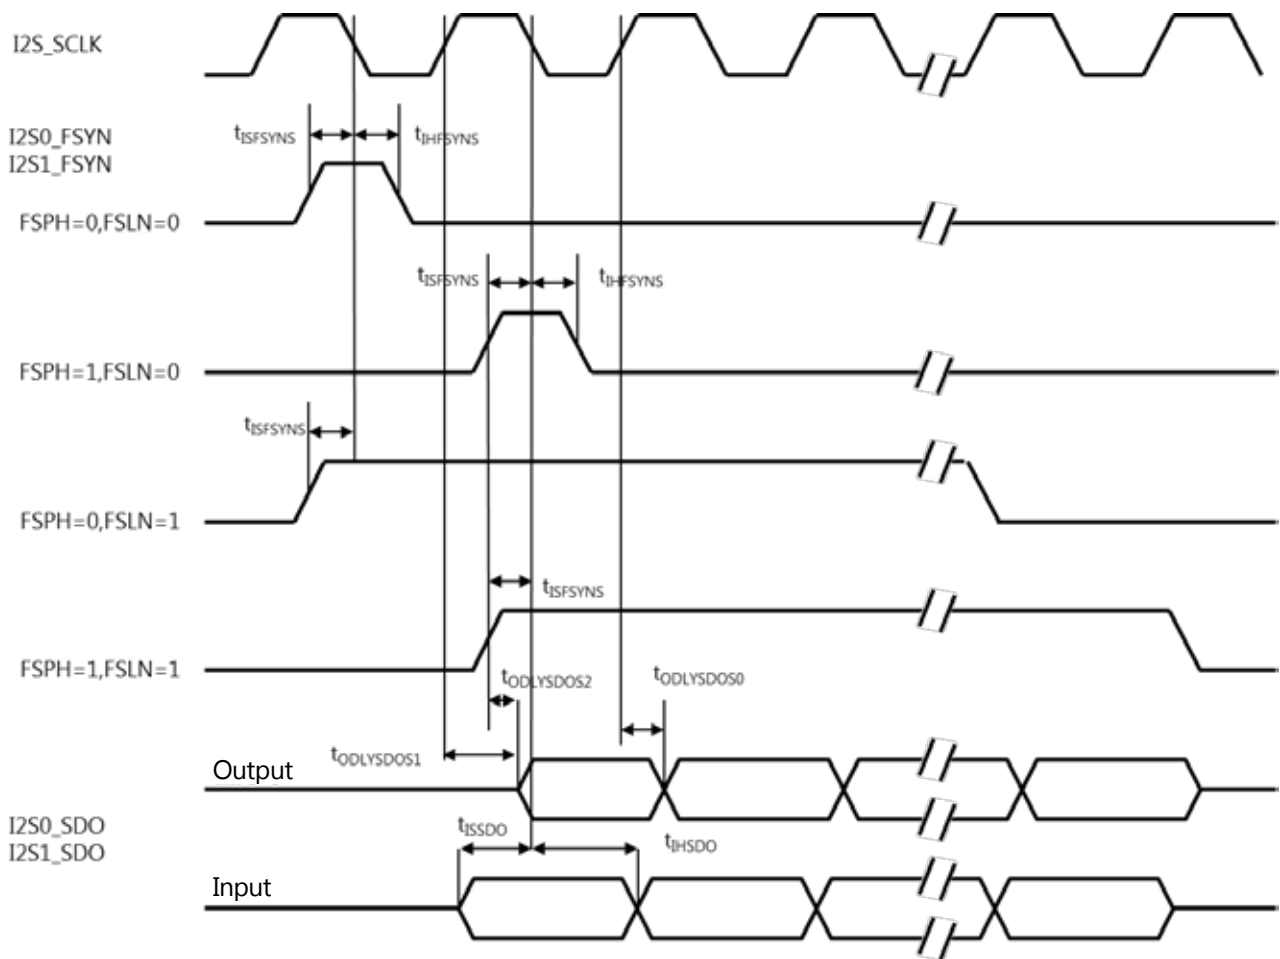 I2S_SCLK
I2S0_FSYN
I2S1_FSYN
tISFSYNS
tIHFSYNS
FSPH=0,FSLN=0
tISFSYNS
tIHFSYNS
FSPH=1,FSLN=0
tISFSYNS
FSPH=0,FSLN=1
tISFSYNS
FSPH=1,FSLN=1
tODLYSDOS2
tODLYSDOS0
tODLYSDOS1
Output
I2S0_SDO
I2S1_SDO
tISSDO
tIHSDO
Input